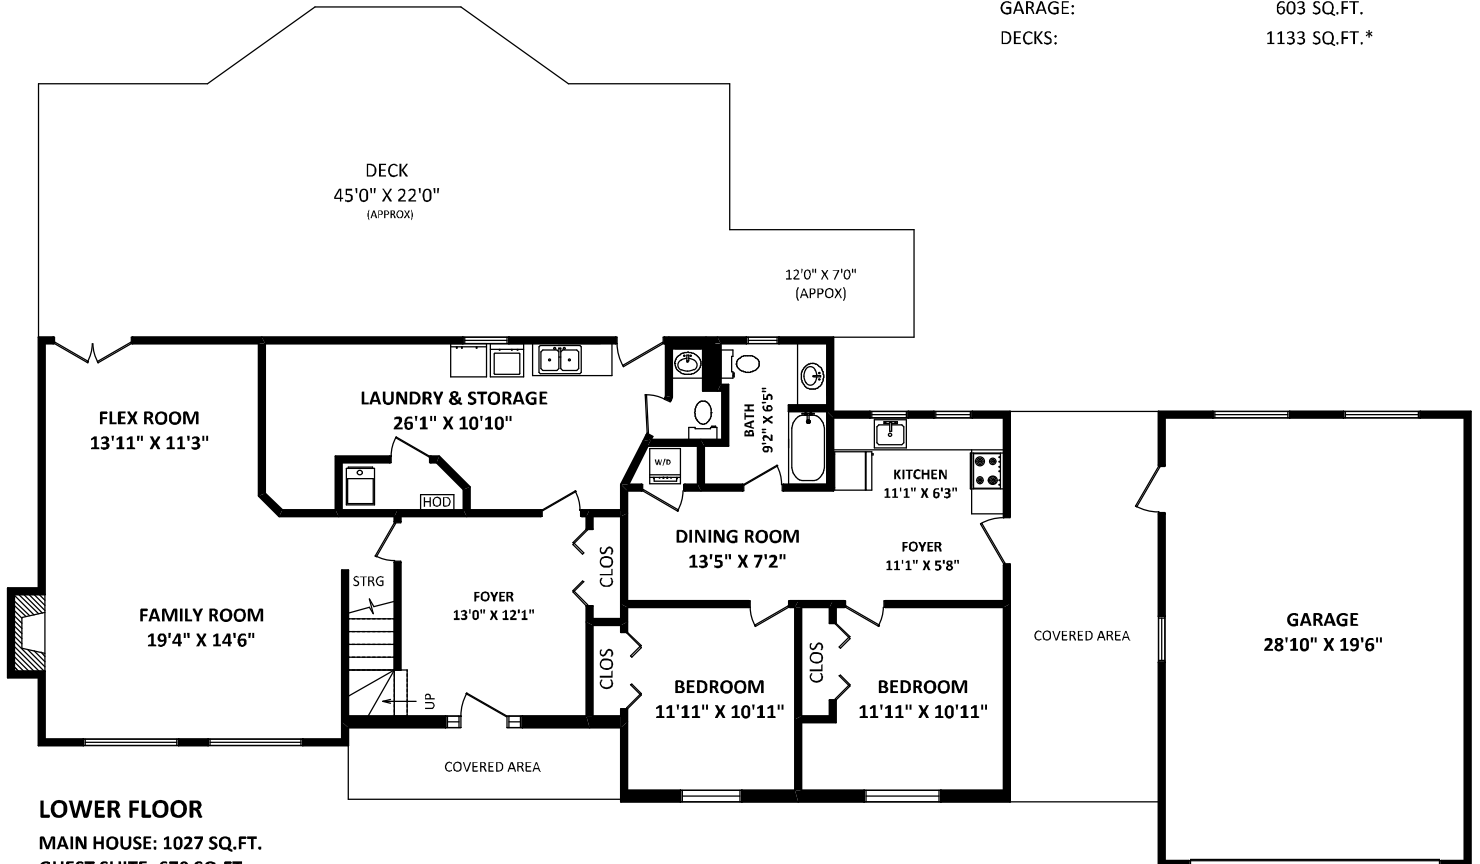 GARAGE: 603 SQ.FT.
DECKS: 1133 SQ.FT.*
DECK
45'0" X 22'0"
(APPROX)
12'0" X 7'0"
(APPOX)
LAUNDRY & STORAGE
26'1" X 10'10"
FLEX ROOM
13'11" X 11'3"
BATH
9'2" X 6'5"
W/D
HOD
KITCHEN
11'1" X 6'3"
DINING ROOM
13'5" X 7'2"
FOYER
11'1" X 5'8"
CLOS
STRG
FOYER
13'0" X 12'1"
FAMILY ROOM
19'4" X 14'6"
GARAGE
28'10" X 19'6"
COVERED AREA
CLOS
CLOS
BEDROOM
11'11" X 10'11"
BEDROOM
11'11" X 10'11"
UP
COVERED AREA
LOWER FLOOR
MAIN HOUSE: 1027 SQ.FT.